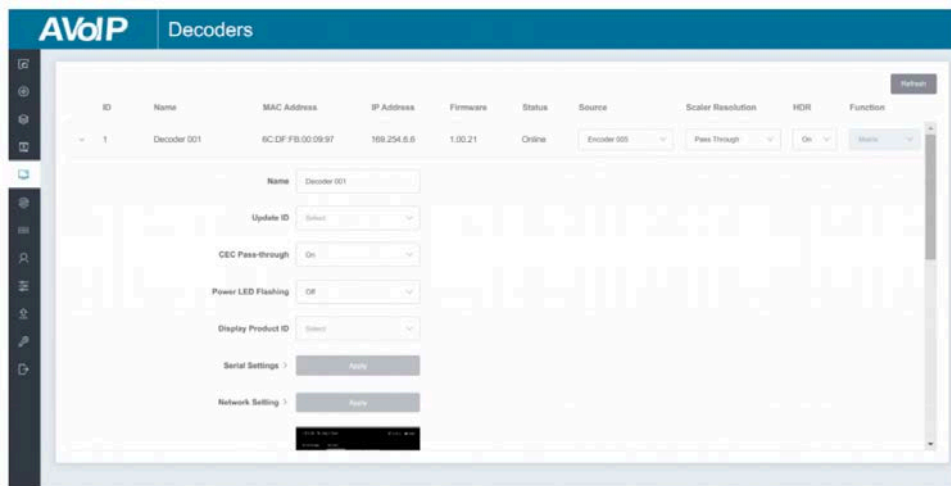 AVoIP Decoders
Refresh
ID Name MAC Address IP Address Firmware Status Source Scaler Resolution HDR Function
1 Decoder 001 6C:DF:FB:00:09:97 169.254.6.6 1.00.21 Online Encoder 005 Pass Through On Matrix
Name Decoder 001
Update ID Select
CEC Pass-through On
Power LED Flashing Off
Display Product ID Select
Serial Settings > Apply
Network Setting > Apply